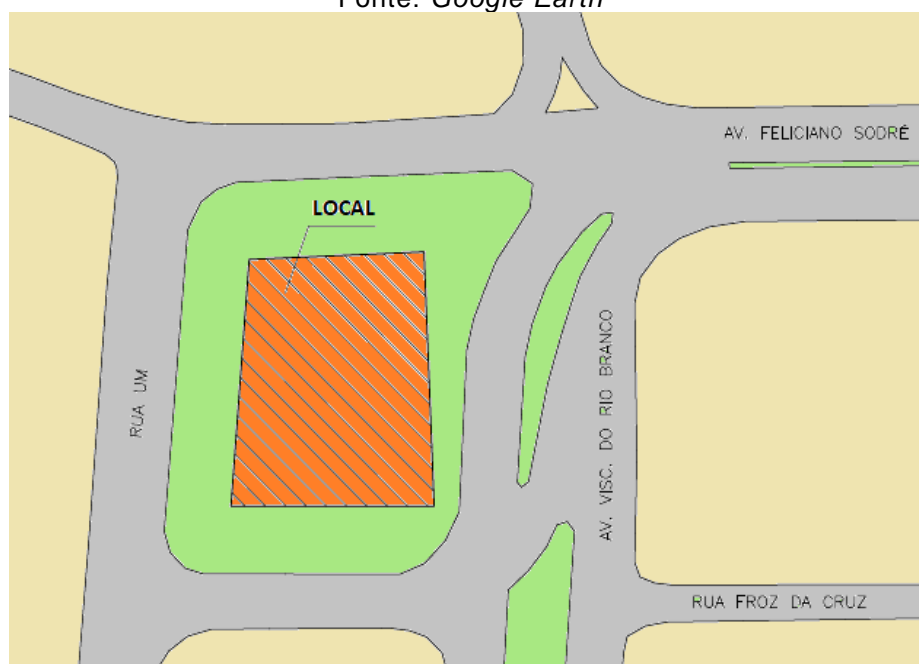 Fonte: Google Earth
AV. FELICIANO SODRÉ
LOCAL
RUA UM
AV. VISC. DO RIO BRANCO
RUA FROZ DA CRUZ